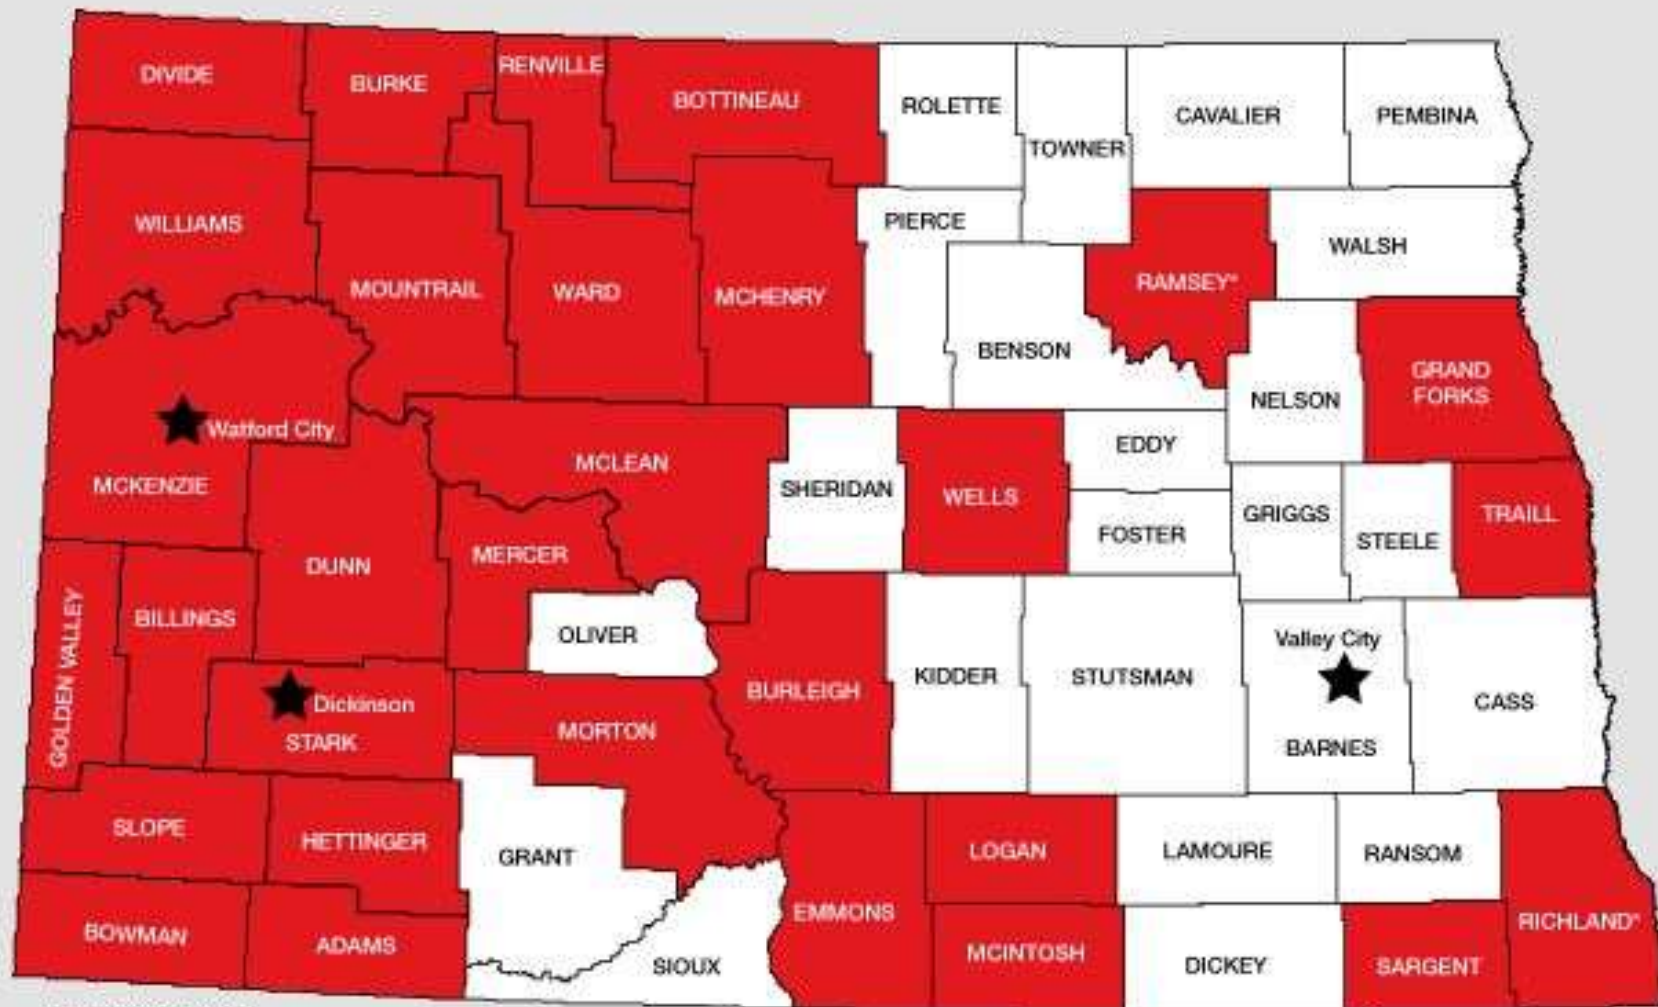 DIVIDE
BURKE
RENVILLE
BOTTINEAU
ROLETTE
TOWNER
CAVALIER
PEMBINA
WILLIAMS
MOUNTRAIL
WARD
MCHENRY
PIERCE
BENSON
RAMSEY*
WALSH
NELSON
GRAND
FORKS
Watford City
MCKENZIE
DUNN
MCLEAN
MERCER
SHERIDAN
WELLS
EDDY
FOSTER
GRIGGS
STEELE
TRAILL
GOLDEN VALLEY
BILLINGS
OLIVER
Dickinson
STARK
MORTON
BURLEIGH
KIDDER
STUTSMAN
Valley City
BARNES
CASS
SLOPE
HETTINGER
GRANT
LOGAN
LAMOURE
RANSOM
BOWMAN
ADAMS
SIOUX
EMMONS
MCINTOSH
DICKEY
SARGENT
RICHLAND*